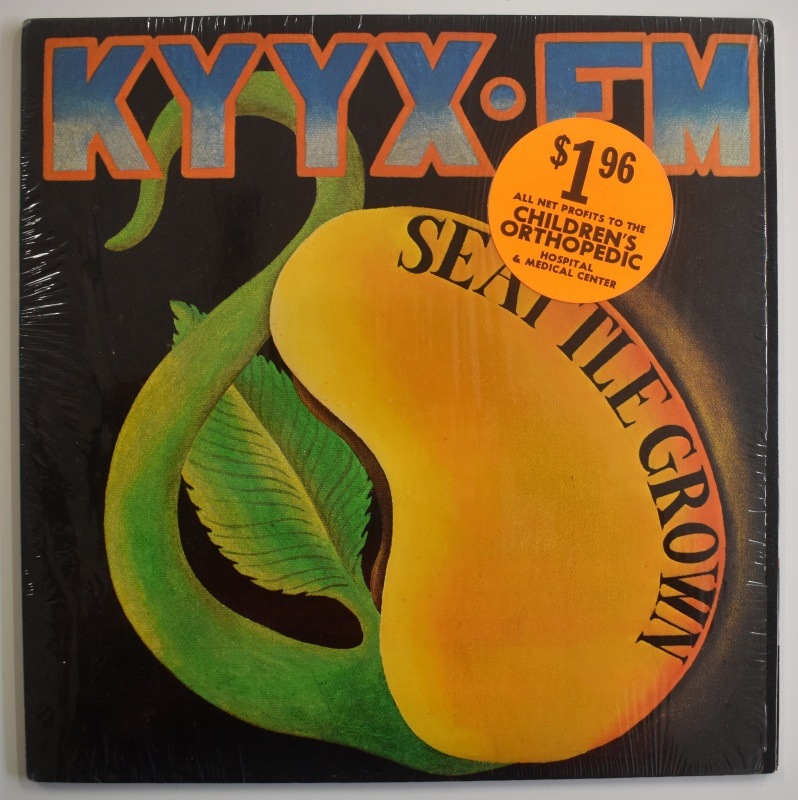 KYYX•FM
$1 96
ALL NET PROFITS TO THE
CHILDREN'S
ORTHOPEDIC
HOSPITAL
& MEDICAL CENTER
SEATTLE GROWN